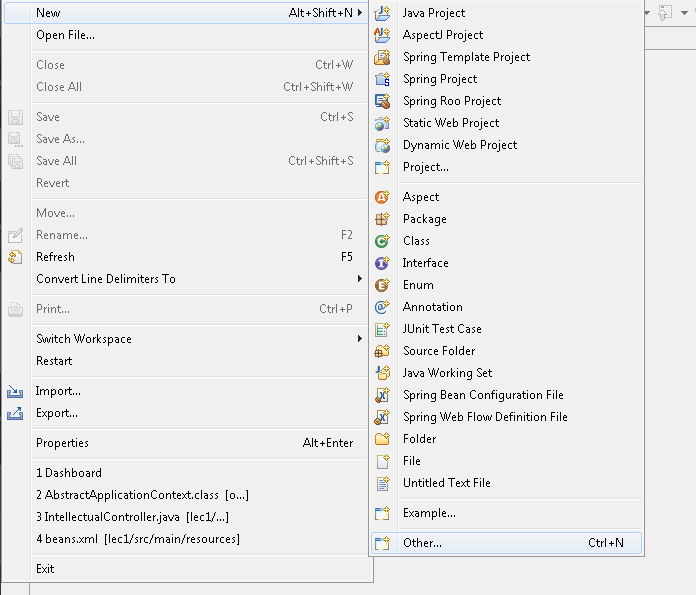 New Alt+Shift+N
Open File...
Close Ctrl+W
Close All Ctrl+Shift+W
Save Ctrl+S
Save As...
Save All Ctrl+Shift+S
Revert
Move...
Rename... F2
Refresh F5
Convert Line Delimiters To
Print... Ctrl+P
Switch Workspace
Restart
Import...
Export...
Properties Alt+Enter
1 Dashboard
2 AbstractApplicationContext.class [o...]
3 IntellectualController.java [lec1/...]
4 beans.xml [lec1/src/main/resources]
Exit
Java Project
AspectJ Project
Spring Template Project
Spring Project
Spring Roo Project
Static Web Project
Dynamic Web Project
Project...
Aspect
Package
Class
Interface
Enum
Annotation
JUnit Test Case
Source Folder
Java Working Set
Spring Bean Configuration File
Spring Web Flow Definition File
Folder
File
Untitled Text File
Example...
Other... Ctrl+N